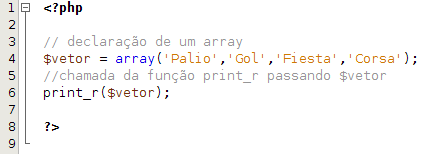 1 <?php
2
3 // declaração de um array
4 $vetor = array('Palio','Gol','Fiesta','Corsa');
5 //chamada da função print_r passando $vetor
6 print_r($vetor);
7
8 ?>
9